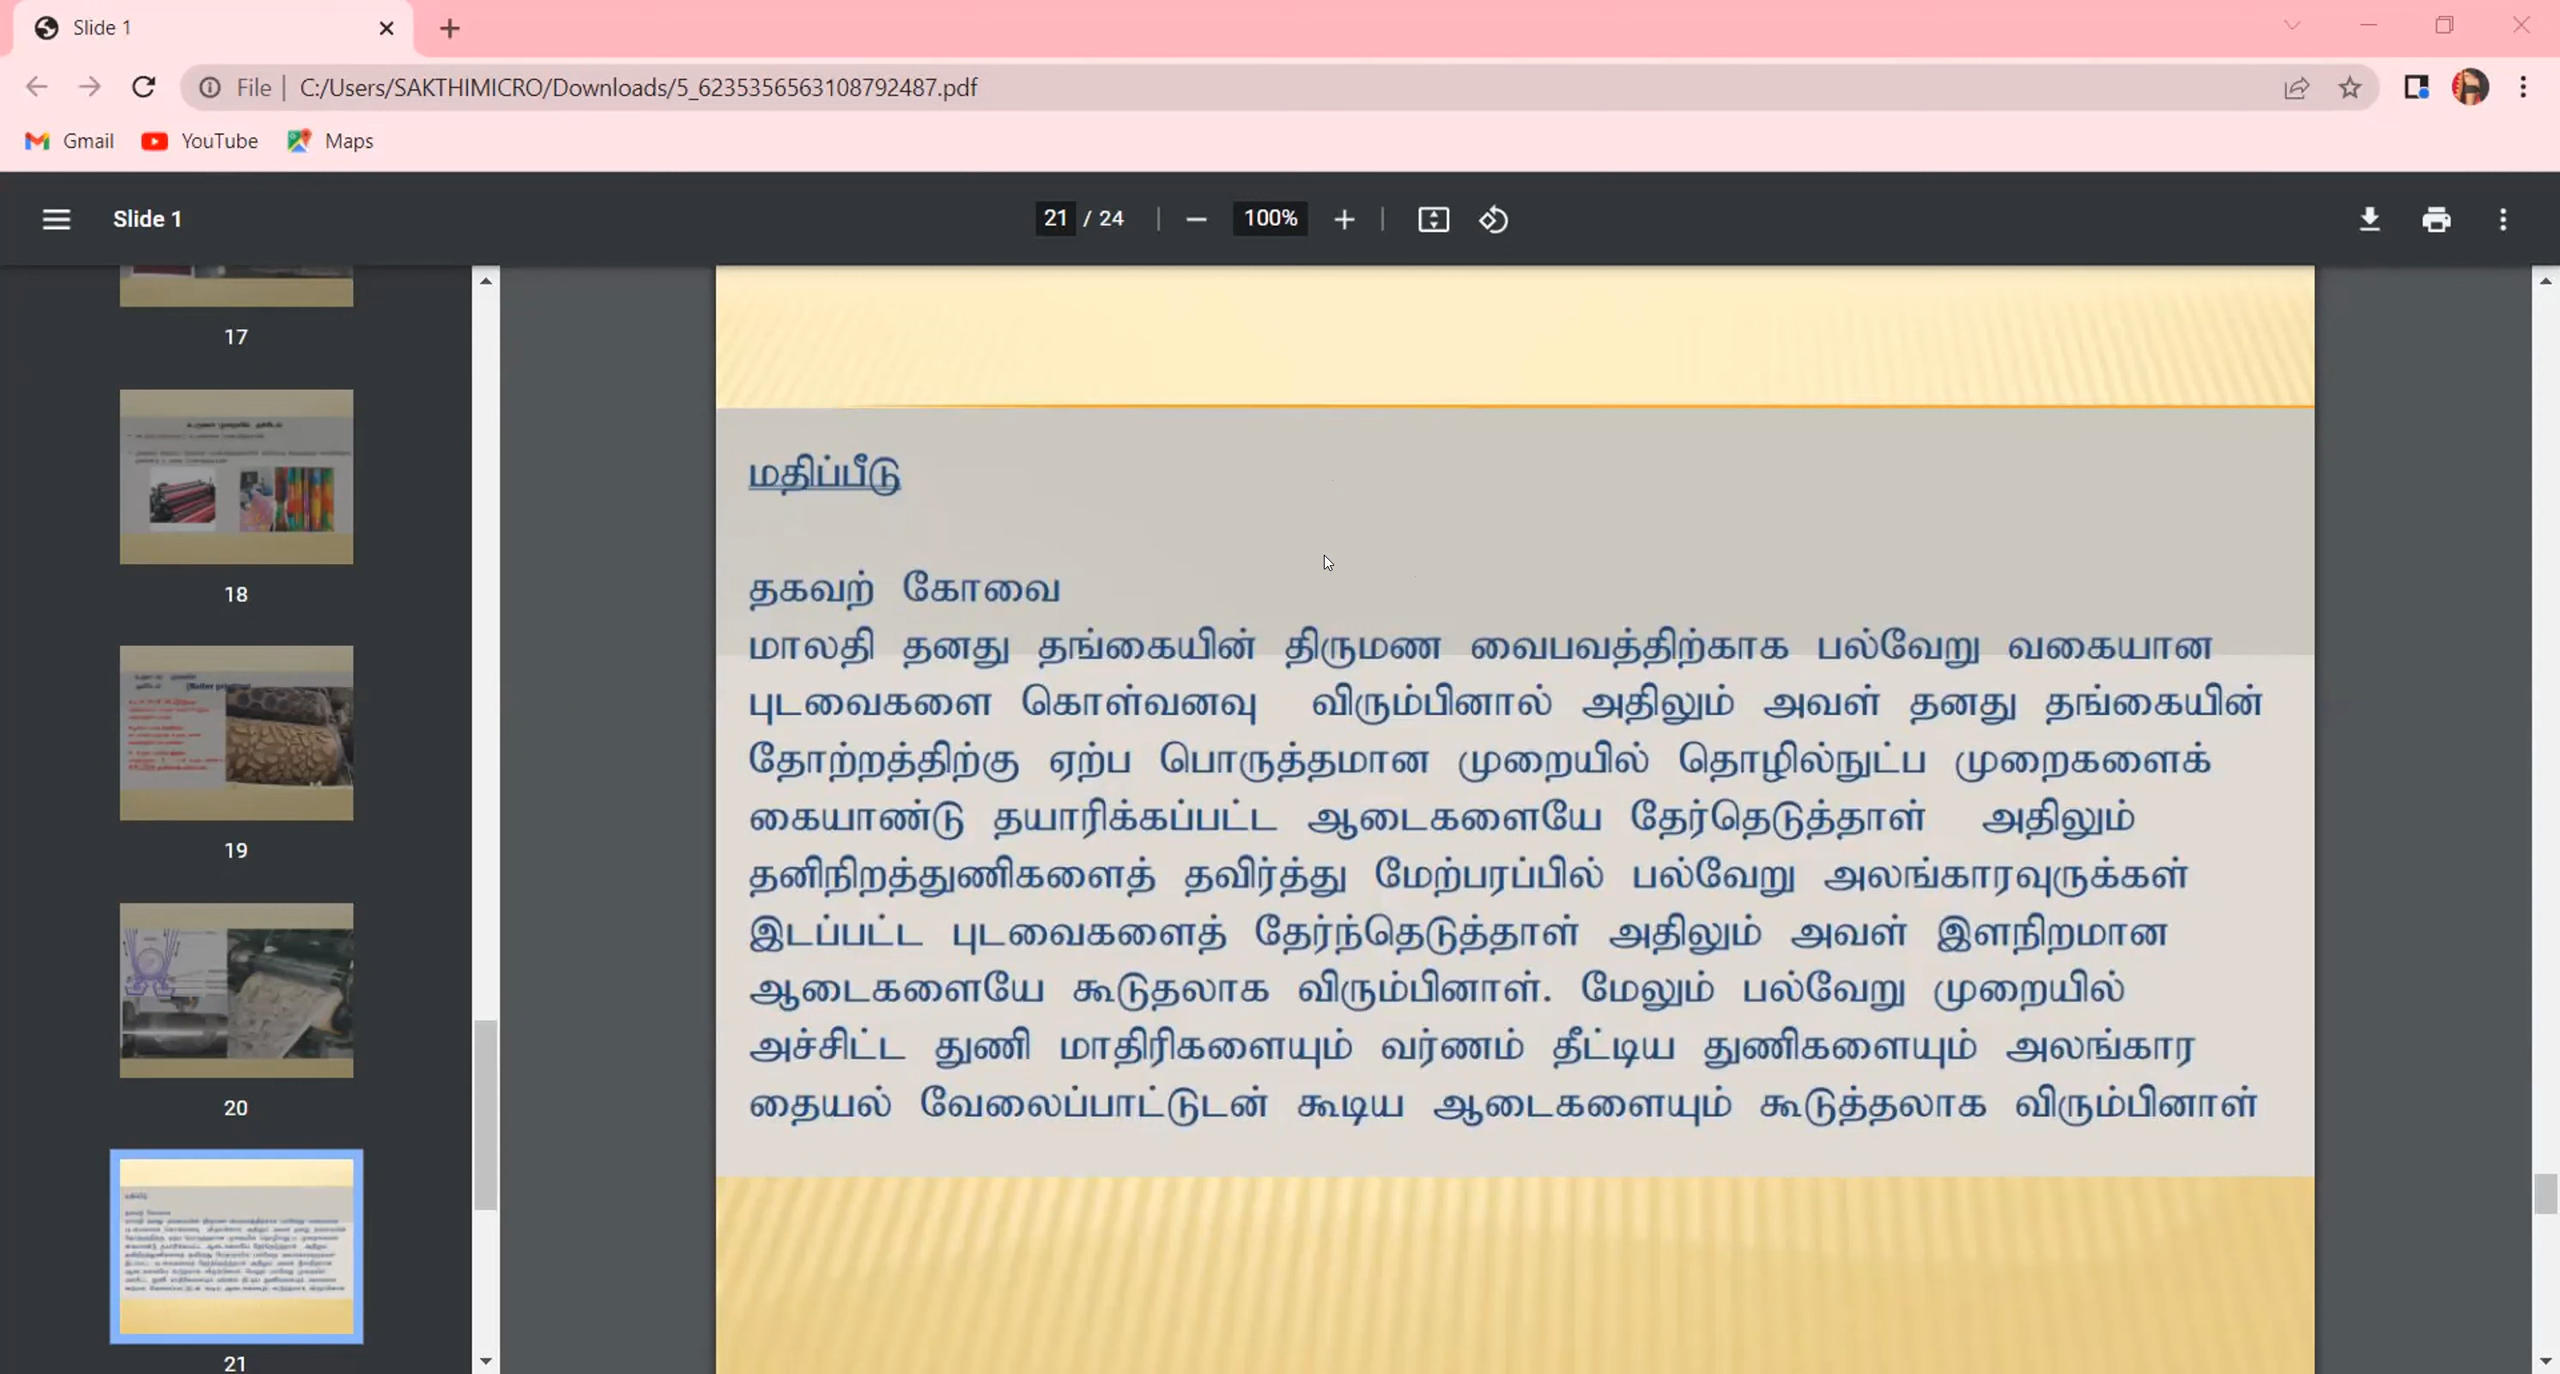 Slide 1
File | C:/Users/SAKTHIMICRO/Downloads/5_6235356563108792487.pdf
Gmail YouTube Maps
Slide 1 21 / 24 100%
17
18
19
20
21
மதிப்பீடு
தகவற் கோவை
மாலதி தனது தங்கையின் திருமண வைபவத்திற்காக பல்வேறு வகையான
புடவைகளை கொள்வனவு விரும்பினால் அதிலும் அவள் தனது தங்கையின்
தோற்றத்திற்கு ஏற்ப பொருத்தமான முறையில் தொழில்நுட்ப முறைகளைக்
கையாண்டு தயாரிக்கப்பட்ட ஆடைகளையே தேர்தெடுத்தாள் அதிலும்
தனிநிறத்துணிகளைத் தவிர்த்து மேற்பரப்பில் பல்வேறு அலங்காரவுருக்கள்
இடப்பட்ட புடவைகளைத் தேர்ந்தெடுத்தாள் அதிலும் அவள் இளநிறமான
ஆடைகளையே கூடுதலாக விரும்பினாள். மேலும் பல்வேறு முறையில்
அச்சிட்ட துணி மாதிரிகளையும் வர்ணம் தீட்டிய துணிகளையும் அலங்கார
தையல் வேலைப்பாட்டுடன் கூடிய ஆடைகளையும் கூடுத்தலாக விரும்பினாள்